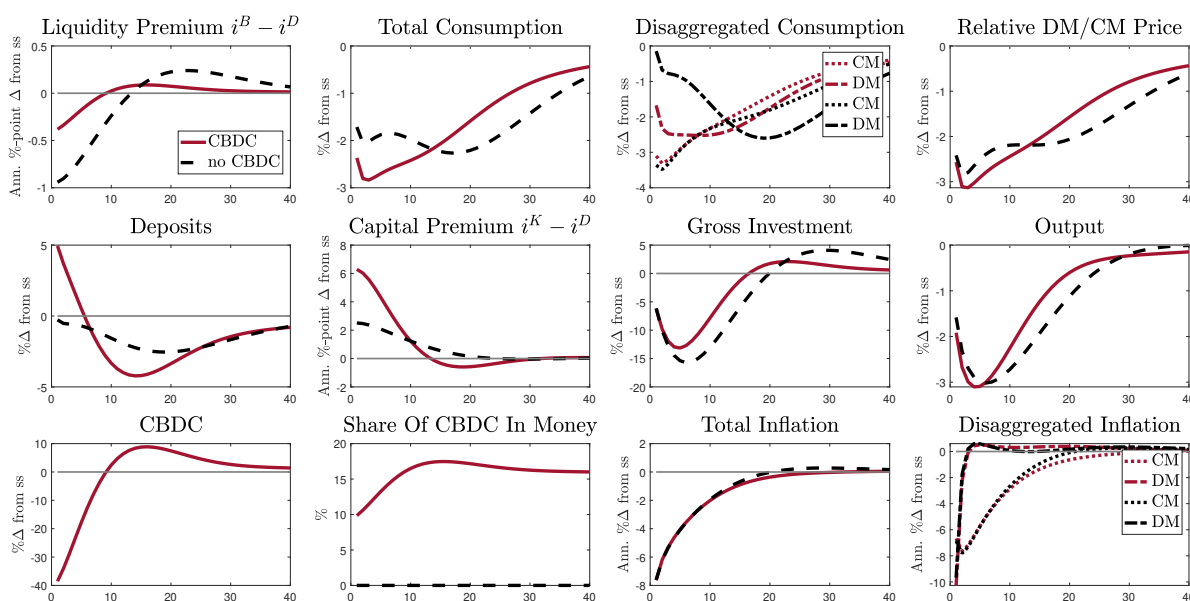 Liquidity Premium i^B − i^D
Total Consumption
Disaggregated Consumption
Relative DM/CM Price
Ann. %-point Δ from ss
0.5
0
-0.5
-1
0 10 20 30 40
CBDC
no CBDC
%Δ from ss
0
-1
-2
-3
0 10 20 30 40
%Δ from ss
0
-1
-2
-3
-4
0 10 20 30 40
CM
DM
CM
DM
%Δ from ss
0
-1
-2
-3
0 10 20 30 40
Deposits
Capital Premium i^K − i^D
Gross Investment
Output
%Δ from ss
5
0
-5
0 10 20 30 40
Ann. %-point Δ from ss
8
6
4
2
0
-2
0 10 20 30 40
%Δ from ss
5
0
-5
-10
-15
-20
0 10 20 30 40
%Δ from ss
0
-1
-2
-3
0 10 20 30 40
CBDC
Share Of CBDC In Money
Total Inflation
Disaggregated Inflation
%Δ from ss
10
0
-10
-20
-30
-40
0 10 20 30 40
%
20
15
10
5
0
0 10 20 30 40
Ann. %Δ from ss
2
0
-2
-4
-6
-8
0 10 20 30 40
Ann. %Δ from ss
0
-2
-4
-6
-8
-10
0 10 20 30 40
CM
DM
CM
DM